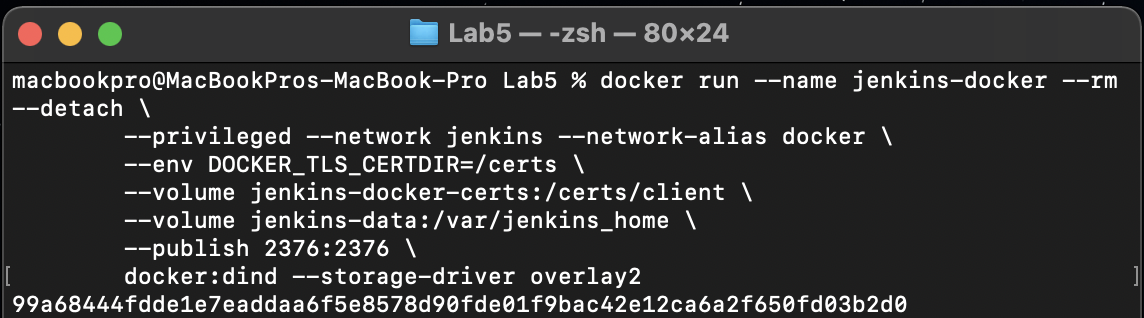 Lab5 — -zsh — 80×24
macbookpro@MacBookPros-MacBook-Pro Lab5 % docker run --name jenkins-docker --rm
--detach \
--privileged --network jenkins --network-alias docker \
--env DOCKER_TLS_CERTDIR=/certs \
--volume jenkins-docker-certs:/certs/client \
--volume jenkins-data:/var/jenkins_home \
--publish 2376:2376 \
[ docker:dind --storage-driver overlay2 ]
99a68444fdde1e7eaddaa6f5e8578d90fde01f9bac42e12ca6a2f650fd03b2d0